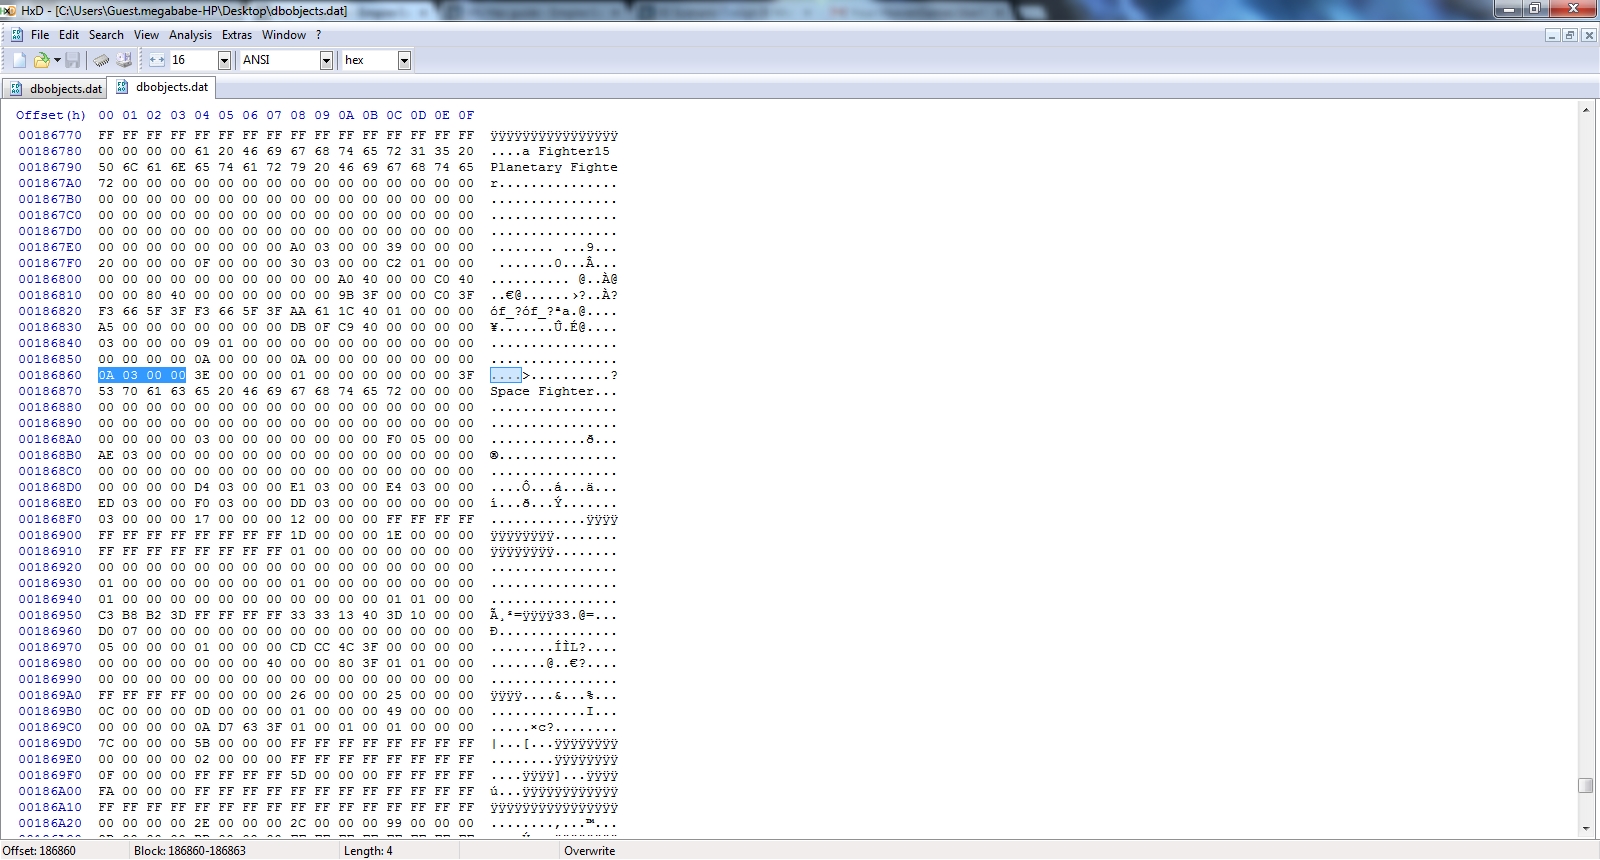 HxD - [C:\Users\Guest.megababe-HP\Desktop\dbobjects.dat]
File Edit Search View Analysis Extras Window ?
16 ANSI hex
dbobjects.dat dbobjects.dat
Offset(h) 00 01 02 03 04 05 06 07 08 09 0A 0B 0C 0D 0E 0F
00186770 FF FF FF FF FF FF FF FF FF FF FF FF FF FF FF FF ÿÿÿÿÿÿÿÿÿÿÿÿÿÿÿÿ
00186780 00 00 00 00 61 20 46 69 67 68 74 65 72 31 35 20 ....a Fighter15
00186790 50 6C 61 6E 65 74 61 72 79 20 46 69 67 68 74 65 Planetary Fighte
001867A0 72 00 00 00 00 00 00 00 00 00 00 00 00 00 00 00 r...............
001867B0 00 00 00 00 00 00 00 00 00 00 00 00 00 00 00 00 ................
001867C0 00 00 00 00 00 00 00 00 00 00 00 00 00 00 00 00 ................
001867D0 00 00 00 00 00 00 00 00 00 00 00 00 00 00 00 00 ................
001867E0 00 00 00 00 00 00 00 00 A0 03 00 00 39 00 00 00 ........ ...9...
001867F0 20 00 00 00 0F 00 00 00 30 03 00 00 C2 01 00 00  .......0...Â...
00186800 00 00 00 00 00 00 00 00 00 00 A0 40 00 00 C0 40 .......... @..À@
00186810 00 00 80 40 00 00 00 00 00 00 9B 3F 00 00 C0 3F ..€@......›?..À?
00186820 F3 66 5F 3F F3 66 5F 3F AA 61 1C 40 01 00 00 00 óf_?óf_?ªa.@....
00186830 A5 00 00 00 00 00 00 00 DB 0F C9 40 00 00 00 00 ¥.......Û.É@....
00186840 03 00 00 00 09 01 00 00 00 00 00 00 00 00 00 00 ................
00186850 00 00 00 00 0A 00 00 00 0A 00 00 00 00 00 00 00 ................
00186860 0A 03 00 00 3E 00 00 00 01 00 00 00 00 00 00 3F ....>..........?
00186870 53 70 61 63 65 20 46 69 67 68 74 65 72 00 00 00 Space Fighter...
00186880 00 00 00 00 00 00 00 00 00 00 00 00 00 00 00 00 ................
00186890 00 00 00 00 00 00 00 00 00 00 00 00 00 00 00 00 ................
001868A0 00 00 00 00 03 00 00 00 00 00 00 00 F0 05 00 00 ............ð...
001868B0 AE 03 00 00 00 00 00 00 00 00 00 00 00 00 00 00 ®...............
001868C0 00 00 00 00 00 00 00 00 00 00 00 00 00 00 00 00 ................
001868D0 00 00 00 00 D4 03 00 00 E1 03 00 00 E4 03 00 00 ....Ô...á...ä...
001868E0 ED 03 00 00 F0 03 00 00 DD 03 00 00 00 00 00 00 í...ð...Ý.......
001868F0 03 00 00 00 17 00 00 00 12 00 00 00 FF FF FF FF ............ÿÿÿÿ
00186900 FF FF FF FF FF FF FF FF 1D 00 00 00 1E 00 00 00 ÿÿÿÿÿÿÿÿ........
00186910 FF FF FF FF FF FF FF FF 01 00 00 00 00 00 00 00 ÿÿÿÿÿÿÿÿ........
00186920 00 00 00 00 00 00 00 00 00 00 00 00 00 00 00 00 ................
00186930 01 00 00 00 00 00 00 00 01 00 00 00 00 00 00 00 ................
00186940 01 00 00 00 00 00 00 00 00 00 00 00 01 01 00 00 ................
00186950 C3 B8 B2 3D FF FF FF FF 33 33 13 40 3D 10 00 00 Ã¸²=ÿÿÿÿ33.@=...
00186960 D0 07 00 00 00 00 00 00 00 00 00 00 00 00 00 00 Ð...............
00186970 05 00 00 00 01 00 00 00 CD CC 4C 3F 00 00 00 00 ........ÍÌL?....
00186980 00 00 00 00 00 00 00 40 00 00 80 3F 01 01 00 00 .......@..€?....
00186990 00 00 00 00 00 00 00 00 00 00 00 00 00 00 00 00 ................
001869A0 FF FF FF FF 00 00 00 00 26 00 00 00 25 00 00 00 ÿÿÿÿ....&...%...
001869B0 0C 00 00 00 0D 00 00 00 01 00 00 00 49 00 00 00 ............I...
001869C0 00 00 00 00 0A D7 63 3F 01 00 01 00 01 00 00 00 .....×c?........
001869D0 7C 00 00 00 5B 00 00 00 FF FF FF FF FF FF FF FF |...[...ÿÿÿÿÿÿÿÿ
001869E0 00 00 00 00 02 00 00 00 FF FF FF FF FF FF FF FF ........ÿÿÿÿÿÿÿÿ
001869F0 0F 00 00 00 FF FF FF FF 5D 00 00 00 FF FF FF FF ....ÿÿÿÿ]...ÿÿÿÿ
00186A00 FA 00 00 00 FF FF FF FF FF FF FF FF FF FF FF FF ú...ÿÿÿÿÿÿÿÿÿÿÿÿ
00186A10 FF FF FF FF FF FF FF FF FF FF FF FF FF FF FF FF ÿÿÿÿÿÿÿÿÿÿÿÿÿÿÿÿ
00186A20 00 00 00 00 2E 00 00 00 2C 00 00 00 99 00 00 00 ........,...™...
Offset: 186860 Block: 186860-186863 Length: 4 Overwrite